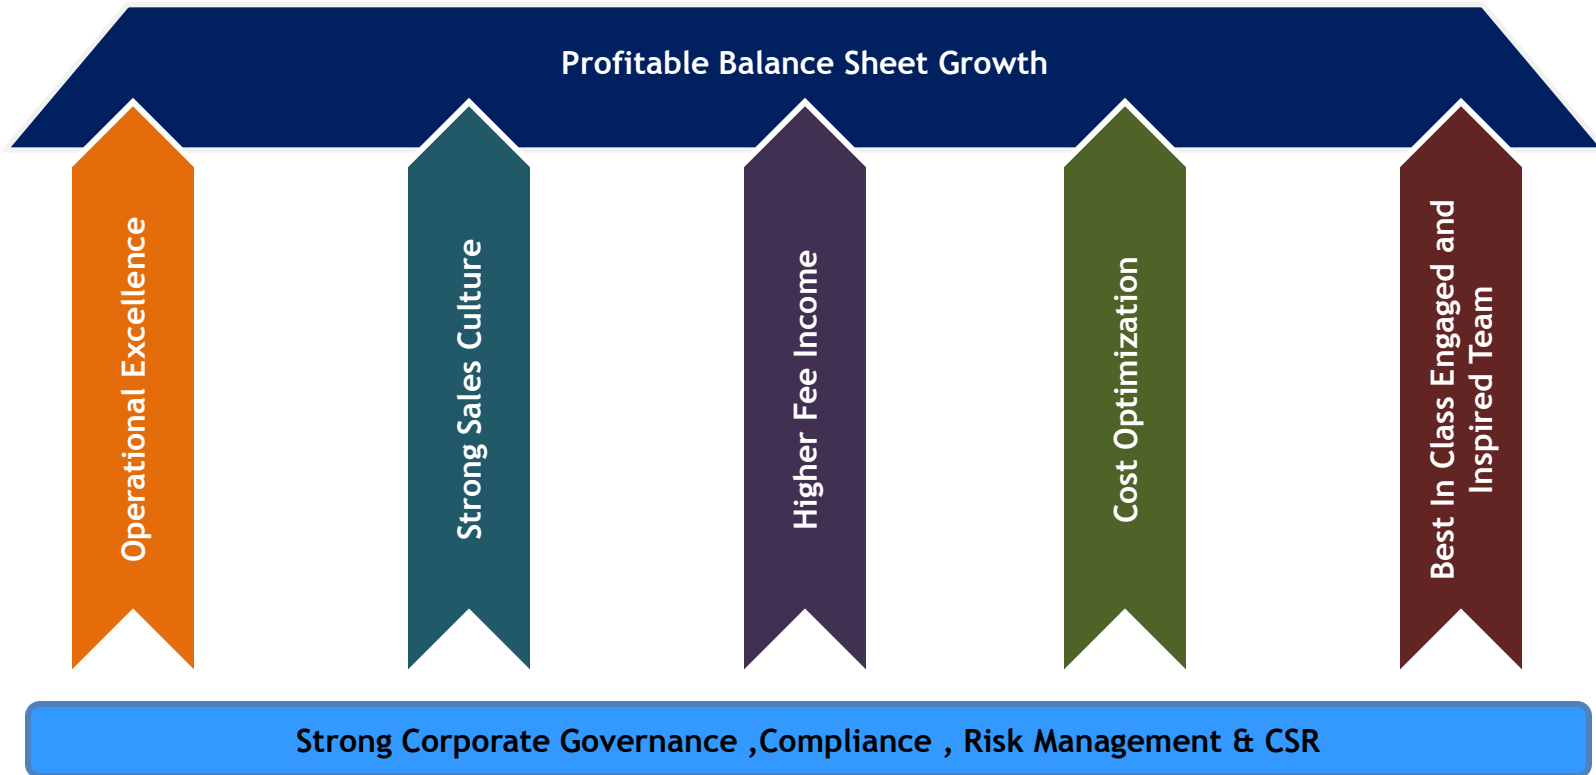 Profitable Balance Sheet Growth
Operational Excellence
Strong Sales Culture
Higher Fee Income
Cost Optimization
Best In Class Engaged and
Inspired Team
Strong Corporate Governance ,Compliance , Risk Management & CSR